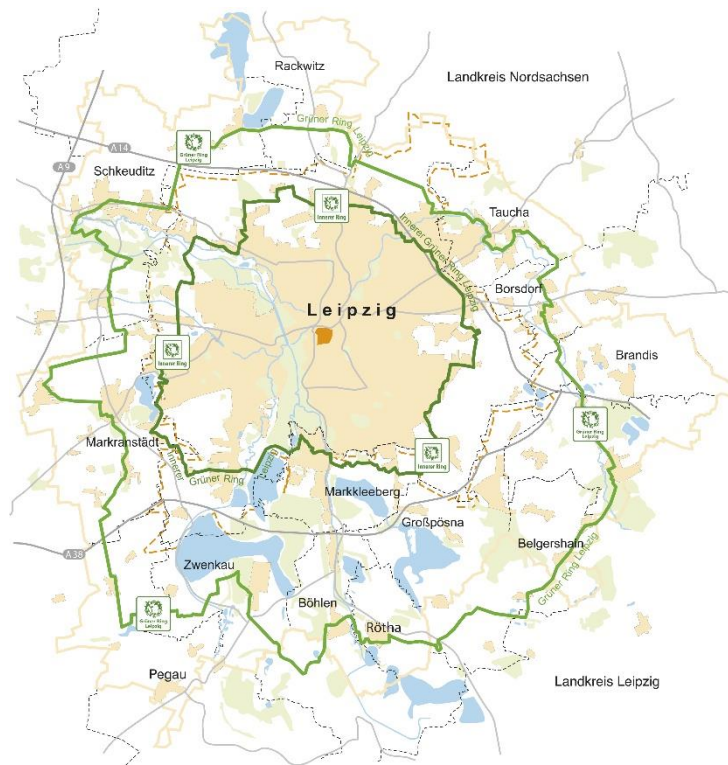 Rackwitz
Landkreis Nordsachsen
Grüner Ring Leipzig
A14
Grüner Ring
Leipzig
A9
Schkeuditz
Innerer Ring
Taucha
Innerer Grüner Ring Leipzig
Borsdorf
Leipzig
Innerer Ring
Brandis
Grüner Ring
Leipzig
Markranstädt
Innerer Ring
Innerer
Grüner Ring
Leipzig
Markkleeberg
Großpösna
A38
Belgershain
Zwenkau
Grüner Ring Leipzig
Böhlen
Grüner Ring
Leipzig
Rötha
Pegau
Landkreis Leipzig